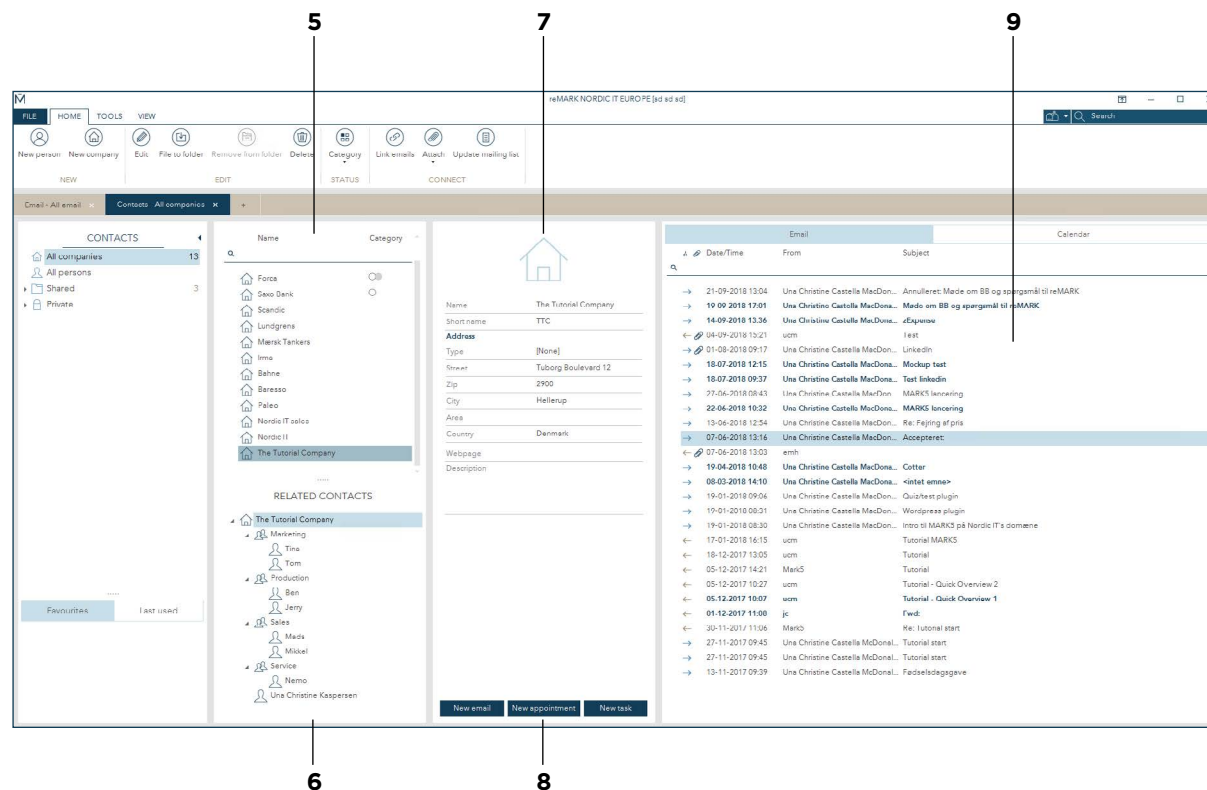 5 7 9
reMARK NORDIC IT EUROPE [sd sd sd]
FILE HOME TOOLS VIEW
Search
New person New company Edit File to folder Remove from folder Delete Category Link emails Attach Update mailing list
NEW EDIT STATUS CONNECT
Email - All email × Contacts All companies × +
CONTACTS
All companies 13
All persons
Shared 3
Private
Favourites Last used
Name Category
Forca
Saxo Bank
Scandic
Lundgrens
Mærsk Tankers
Irma
Bahne
Baresso
Paleo
Nordic IT sales
Nordic IT
The Tutorial Company
RELATED CONTACTS
The Tutorial Company
Marketing
Tina
Tom
Production
Ben
Jerry
Sales
Mads
Mikkel
Service
Nemo
Una Christine Kaspersen
Name The Tutorial Company
Short name TTC
Address
Type [None]
Street Tuborg Boulevard 12
Zip 2900
City Hellerup
Area
Country Denmark
Webpage
Description
New email New appointment New task
Email Calendar
Date/Time From Subject
21-09-2018 13:04 Una Christine Castella MacDon... Annulleret: Møde om BB og spørgsmål til reMARK
19-09-2018 17:01 Una Christine Castella MacDona... Møde om BB og spørgsmål til reMARK
14-09-2018 13:36 Una Christine Castella MacDona... zExpense
04-09-2018 15:21 ucm Test
01-08-2018 09:17 Una Christine Castella MacDon... LinkedIn
18-07-2018 12:15 Una Christine Castella MacDona... Mockup test
18-07-2018 09:37 Una Christine Castella MacDona... Test linkedin
27-06-2018 08:43 Una Christine Castella MacDon... MARK5 lancering
22-06-2018 10:32 Una Christine Castella MacDona... MARK5 lancering
13-06-2018 12:54 Una Christine Castella MacDon... Re: Fejring af pris
07-06-2018 13:16 Una Christine Castella MacDon... Accepteret:
07-06-2018 13:03 emh
19-04-2018 10:48 Una Christine Castella MacDona... Cotter
08-03-2018 14:10 Una Christine Castella MacDona... <intet emne>
19-01-2018 09:06 Una Christine Castella MacDon... Quiz/test plugin
19-01-2018 08:31 Una Christine Castella MacDon... Wordpress plugin
19-01-2018 08:30 Una Christine Castella MacDon... Intro til MARK5 på Nordic IT's domæne
17-01-2018 16:15 ucm Tutorial MARK5
18-12-2017 13:05 ucm Tutorial
05-12-2017 14:21 Mark5 Tutorial
05-12-2017 10:27 ucm Tutorial - Quick Overview 2
05-12-2017 10:07 ucm Tutorial - Quick Overview 1
01-12-2017 11:08 jc Fwd:
30-11-2017 11:06 Mark5 Re: Tutorial start
27-11-2017 09:45 Una Christine Castella McDonal... Tutorial start
27-11-2017 09:45 Una Christine Castella McDonal... Tutorial start
13-11-2017 09:39 Una Christine Castella McDonal... Fødselsdagsgave
6 8